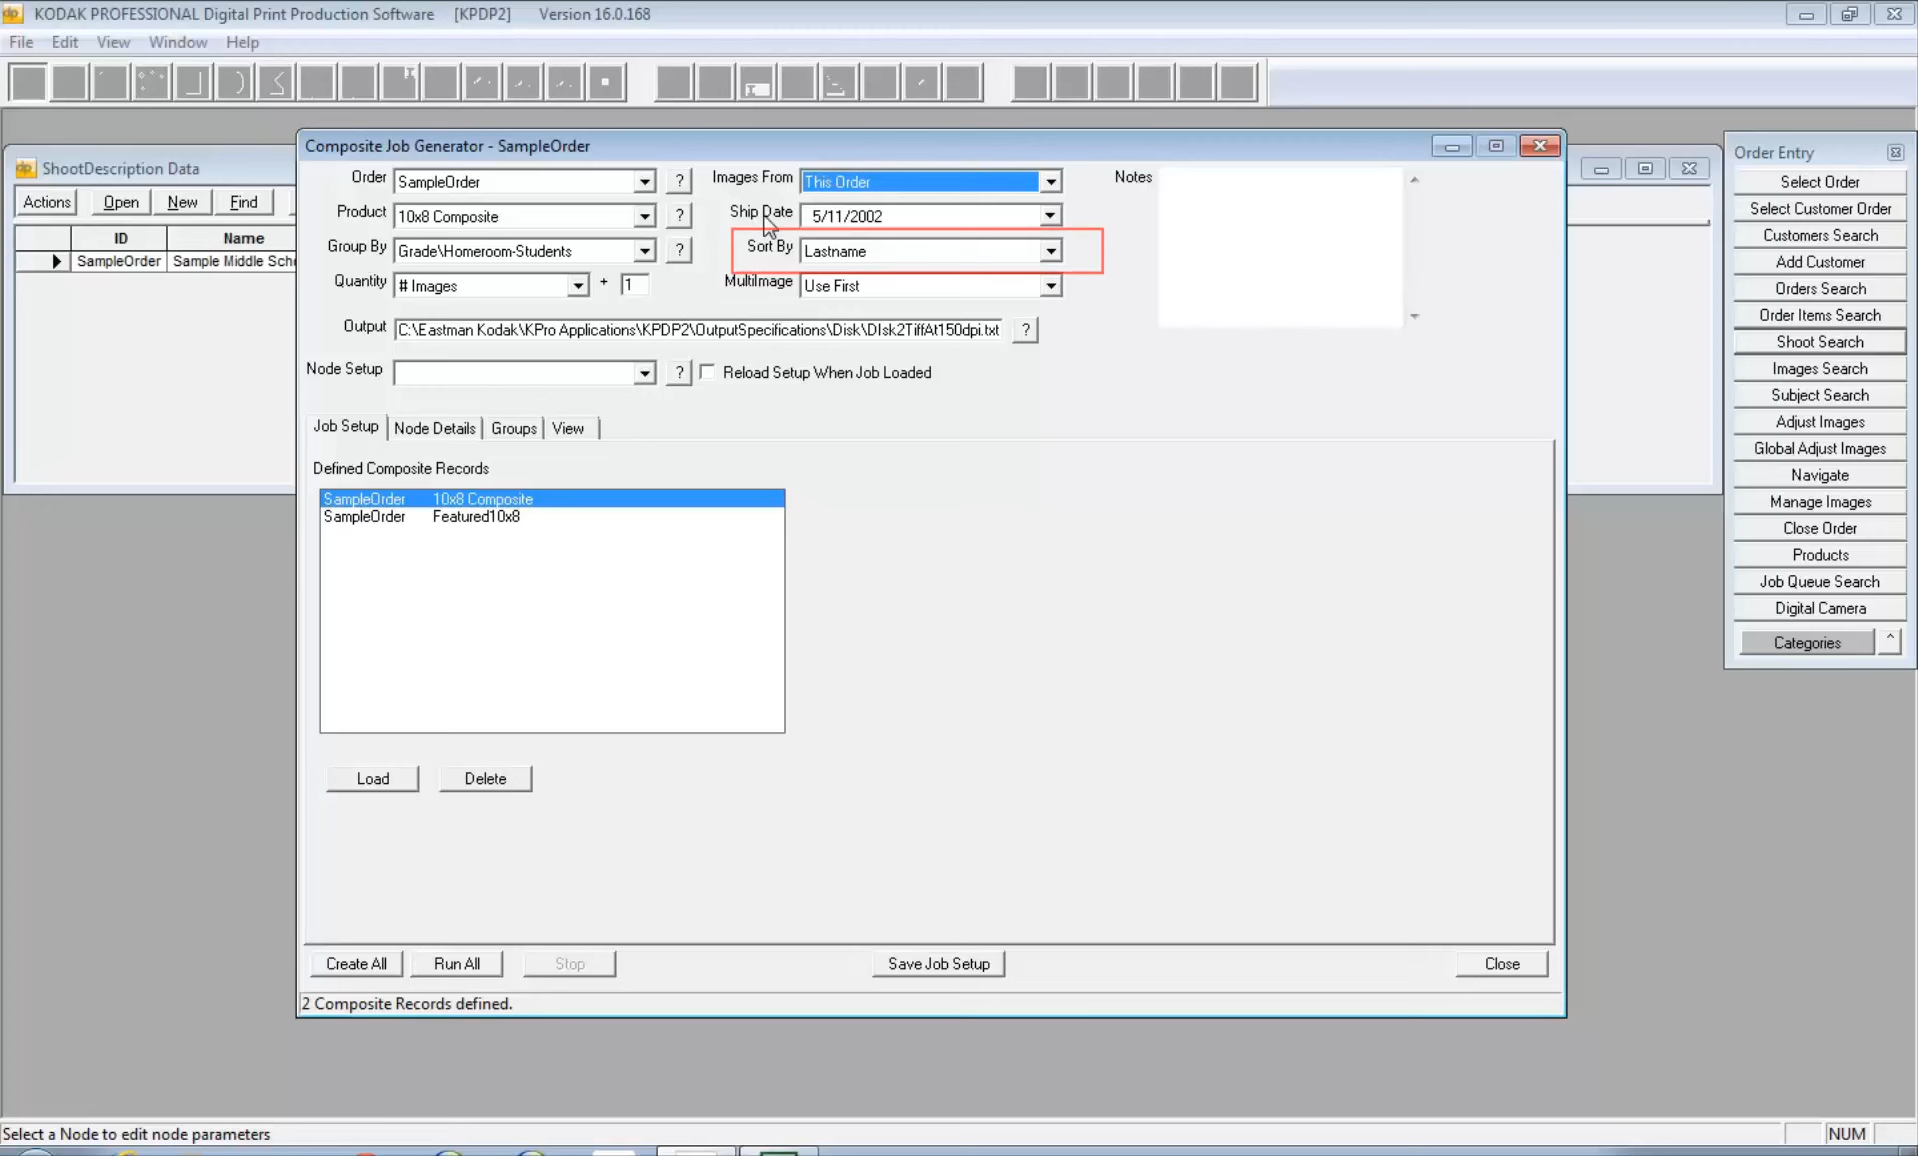 KODAK PROFESSIONAL Digital Print Production Software [KPDP2] Version 16.0.168
File Edit View Window Help
ShootDescription Data
Actions Open New Find
ID Name
SampleOrder Sample Middle Sch
Composite Job Generator - SampleOrder
Order SampleOrder ? Images From This Order Notes
Product 10x8 Composite ? Ship Date 5/11/2002
Group By Grade\Homeroom-Students ? Sort By Lastname
Quantity # Images + 1 MultiImage Use First
Output C:\Eastman Kodak\KPro Applications\KPDP2\OutputSpecifications\Disk\DIsk2TiffAt150dpi.txt ?
Node Setup ? Reload Setup When Job Loaded
Job Setup Node Details Groups View
Defined Composite Records
SampleOrder 10x8 Composite
SampleOrder Featured10x8
Load Delete
Create All Run All Stop Save Job Setup Close
2 Composite Records defined.
Order Entry
Select Order
Select Customer Order
Customers Search
Add Customer
Orders Search
Order Items Search
Shoot Search
Images Search
Subject Search
Adjust Images
Global Adjust Images
Navigate
Manage Images
Close Order
Products
Job Queue Search
Digital Camera
Categories ^
Select a Node to edit node parameters NUM